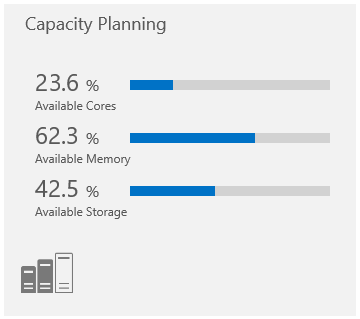 Capacity Planning
23.6 %
Available Cores
62.3 %
Available Memory
42.5 %
Available Storage